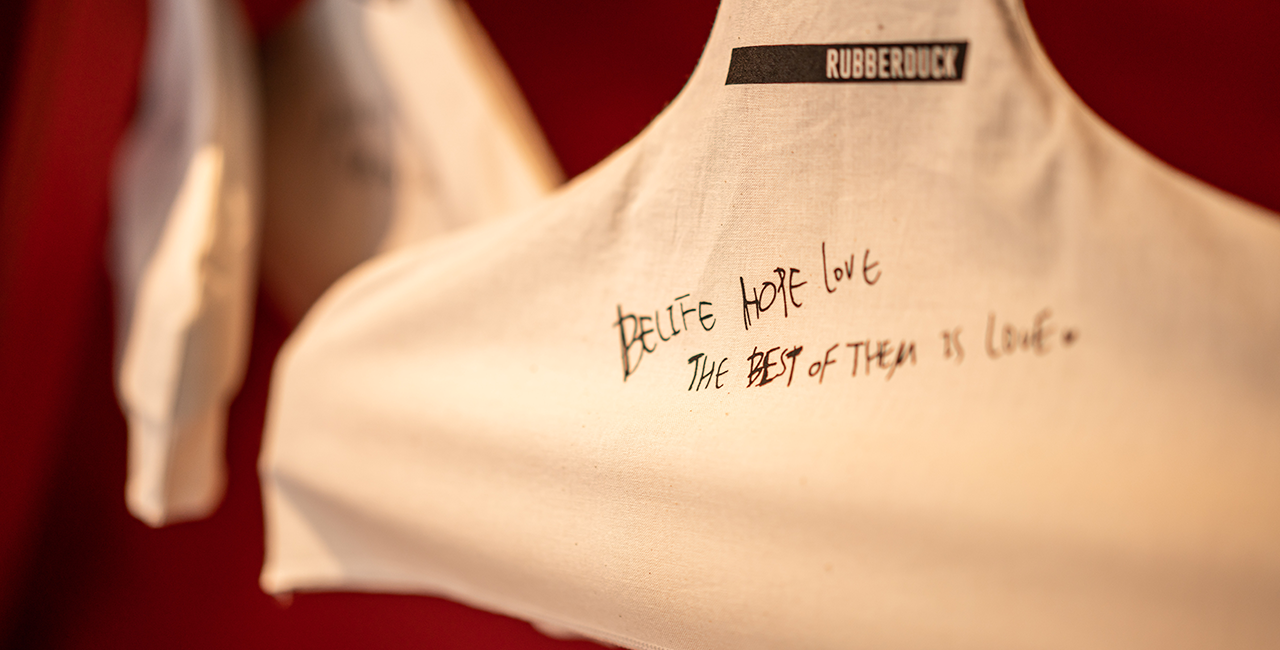 RUBBERDUCK
BELIFE HOPE LOVE
THE BEST OF THEM IS LOVE.